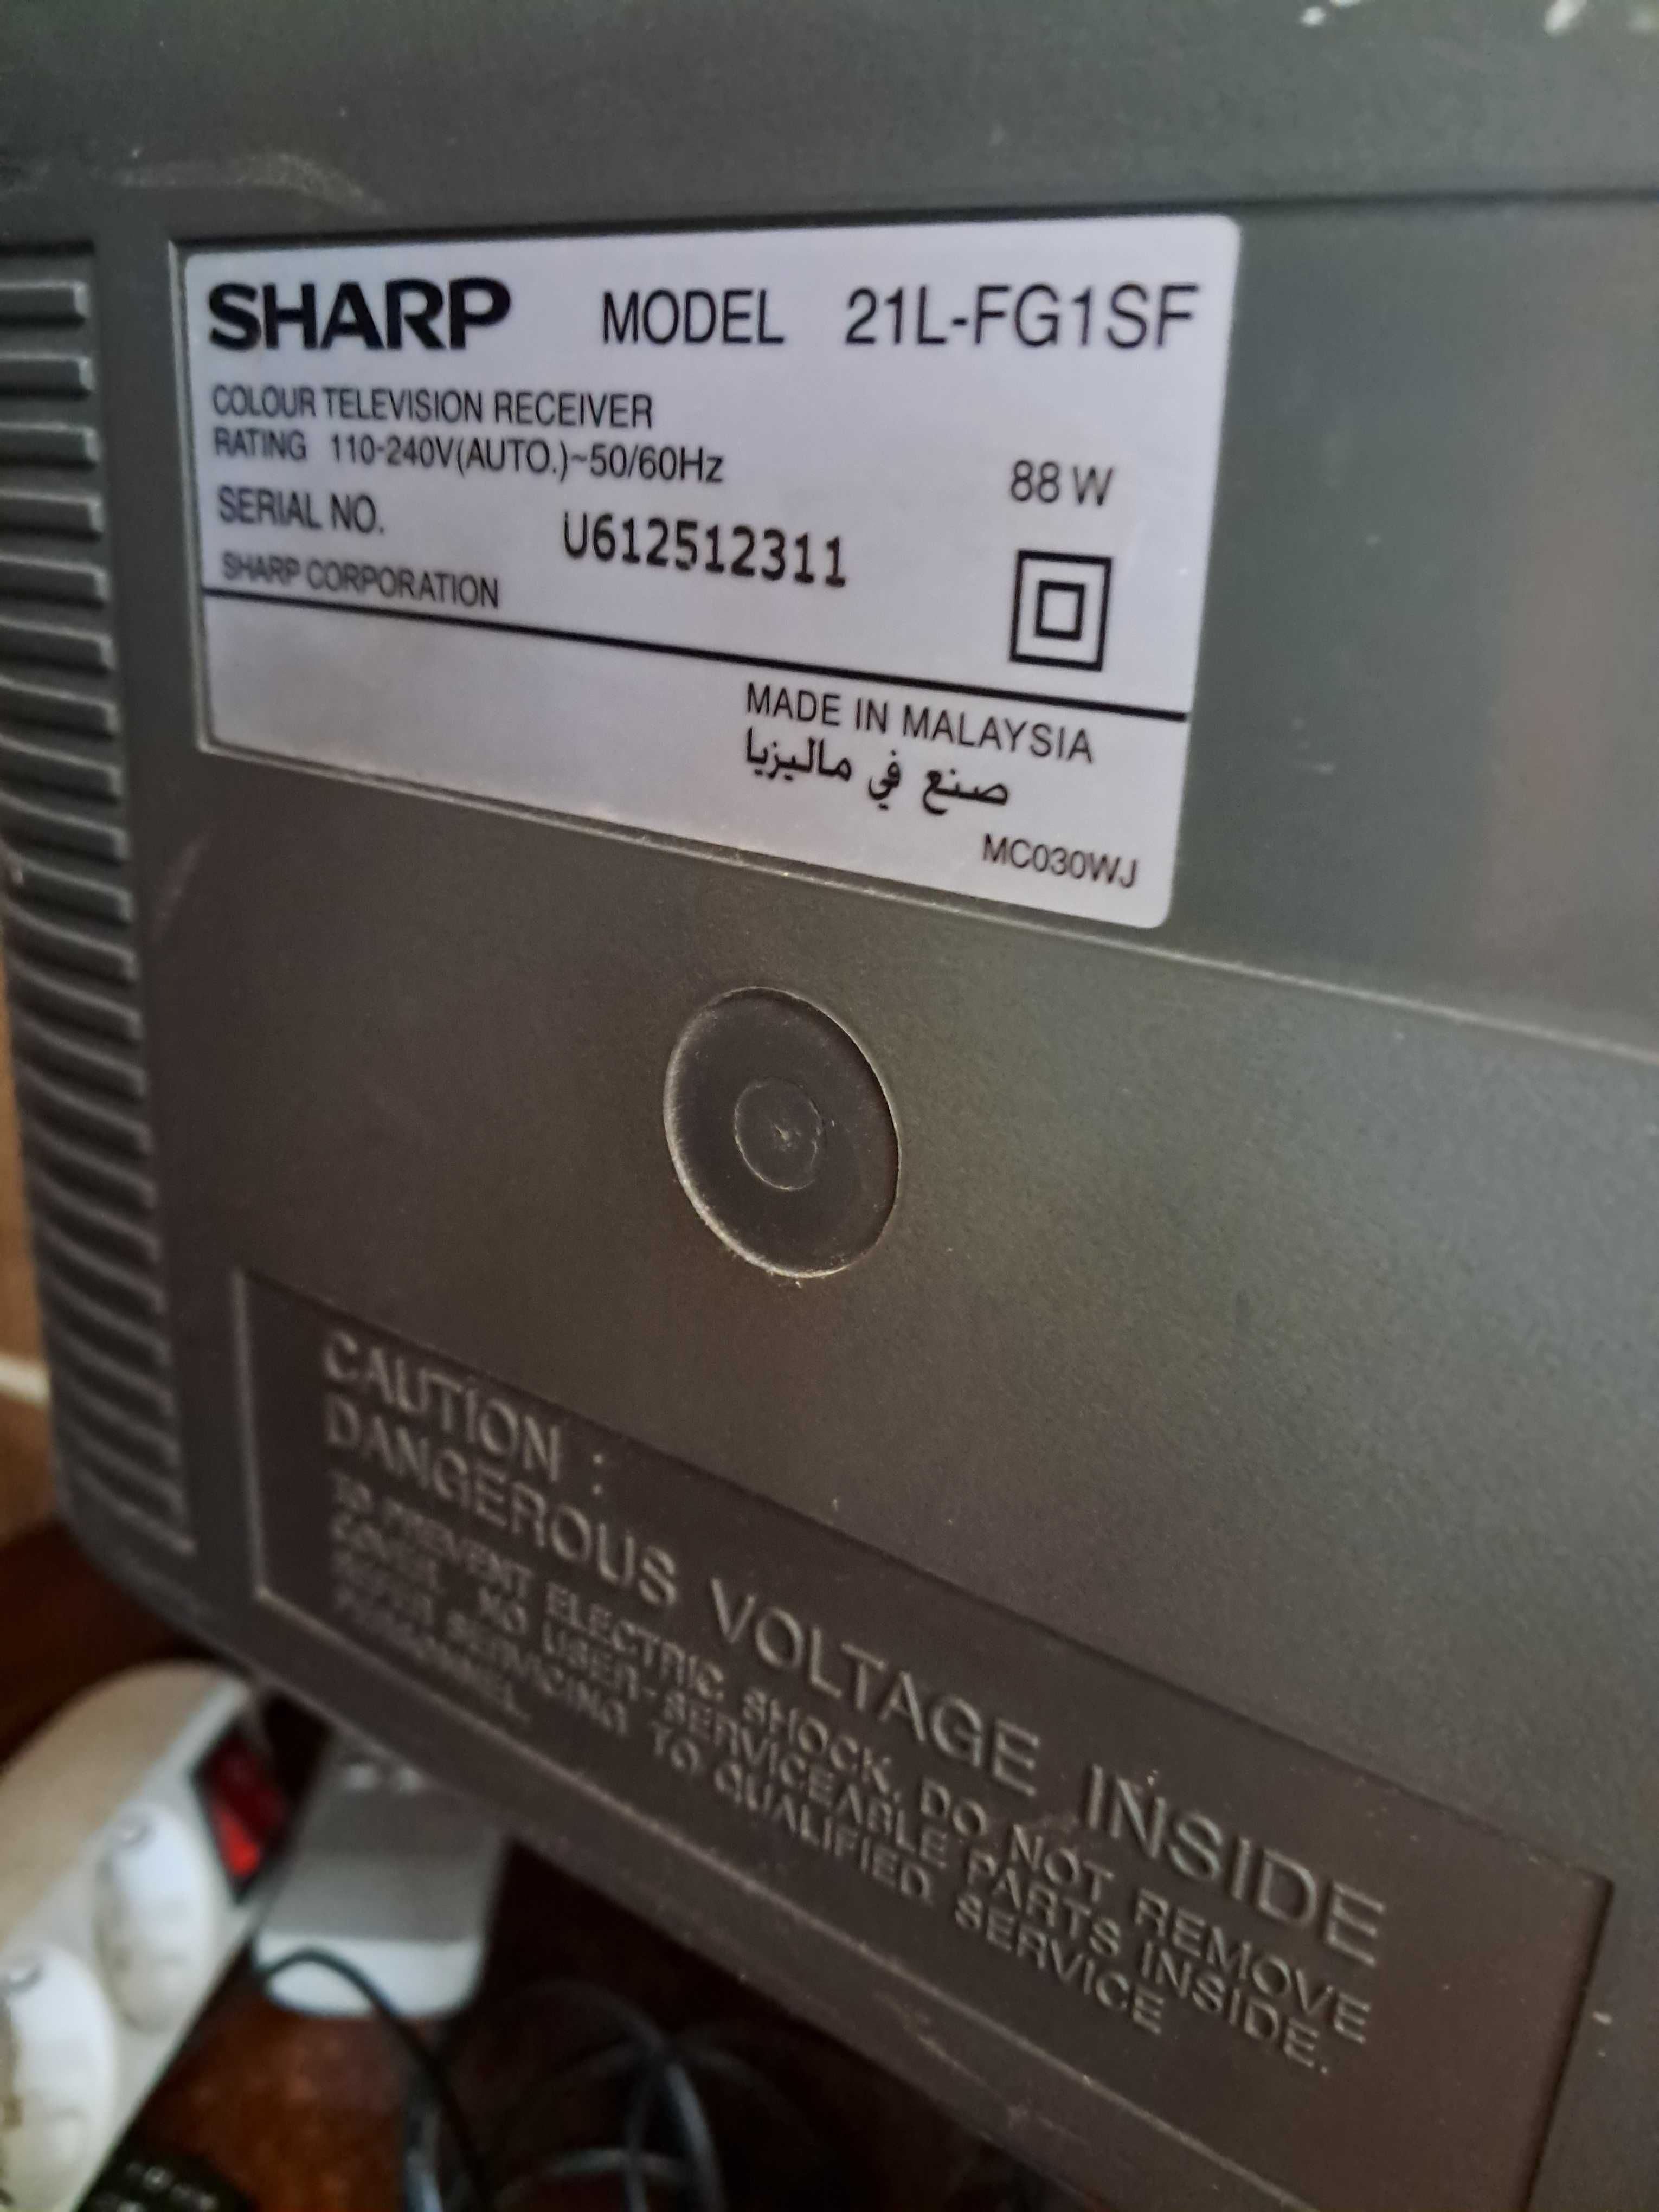 SHARP MODEL 21L-FG1SF
COLOUR TELEVISION RECEIVER
RATING 110-240V(AUTO.)~50/60Hz 88 W
SERIAL NO. U612512311
SHARP CORPORATION
MADE IN MALAYSIA
صنع في ماليزيا
MC030WJ
CAUTION :
DANGEROUS VOLTAGE INSIDE
TO PREVENT ELECTRIC SHOCK, DO NOT REMOVE
COVER. NO USER-SERVICEABLE PARTS INSIDE.
REFER SERVICING TO QUALIFIED SERVICE
PERSONNEL.